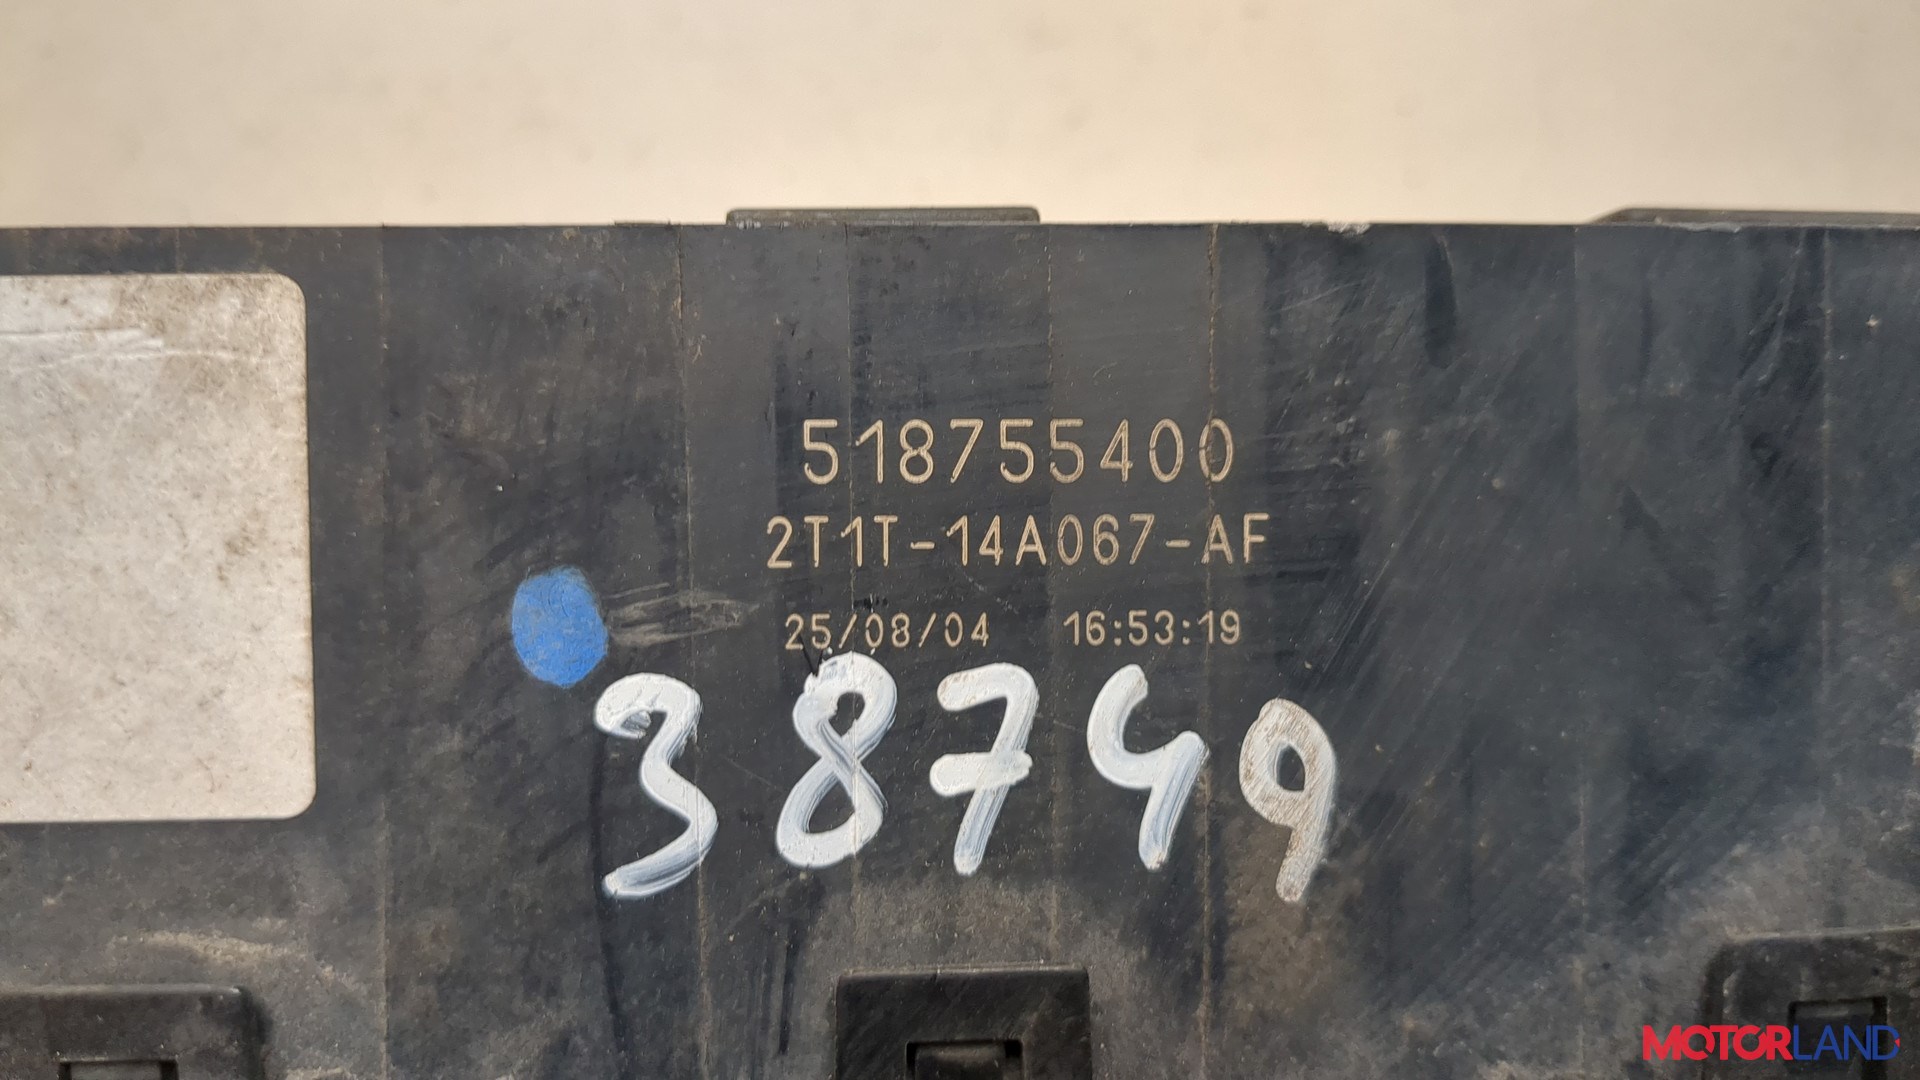 518755400
2T1T-14A067-AF
25/08/04 16:53:19
38749
MOTORLAND